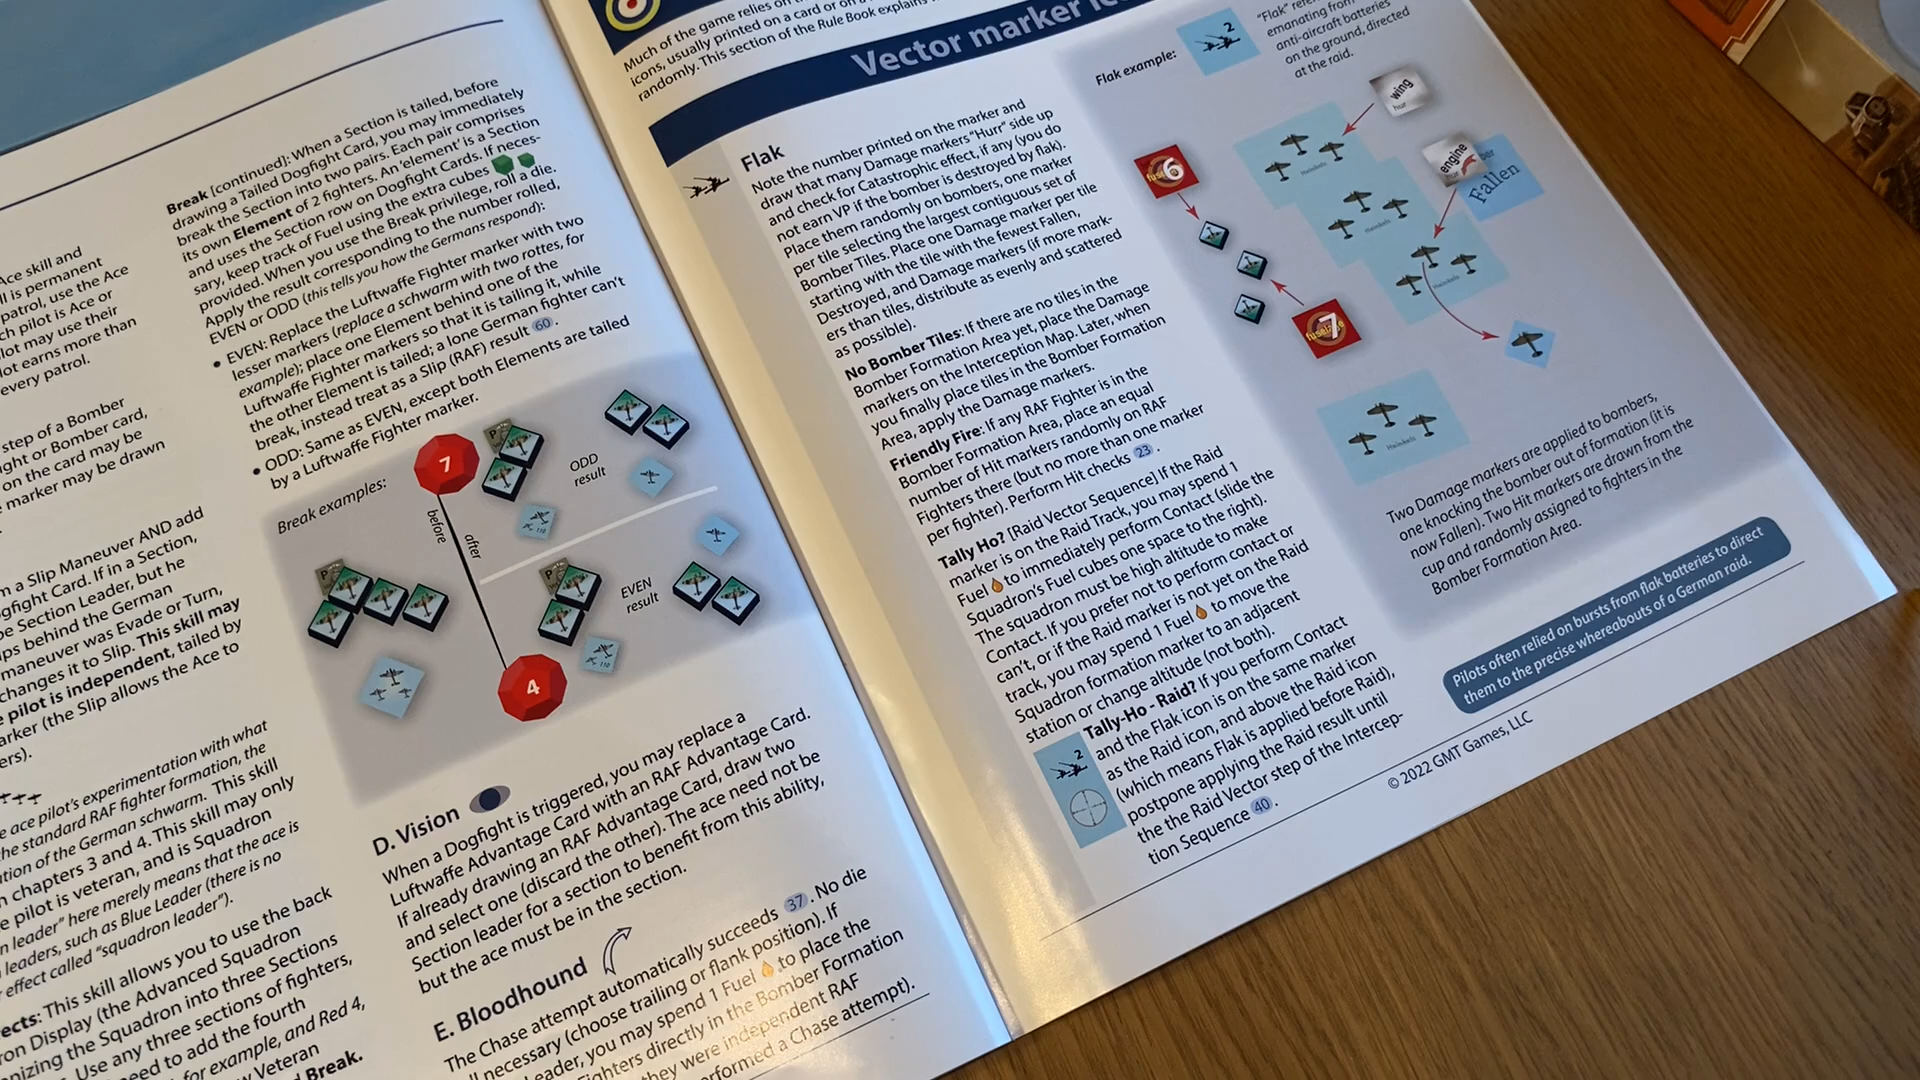 Ace skill and
ll is permanent
patrol, use the Ace
ch pilot is Ace or
lot may use their
lot earns more than
every patrol.
step of a Bomber
ght or Bomber card,
on the card may be
marker may be drawn
m a Slip Maneuver AND add
ogfight Card. If in a Section,
be Section Leader, but he
ips behind the German
maneuver was Evade or Turn,
changes it to Slip. This skill may
e pilot is independent, tailed by
arker (the Slip allows the Ace to
ers).
e ace pilot's experimentation with what
the standard RAF fighter formation, the
ation of the German schwarm. This skill
n chapters 3 and 4. This skill may only
e pilot is veteran, and is Squadron
n leader" here merely means that the ace is
leaders, such as Blue Leader (there is no
effect called "squadron leader").
ects: This skill allows you to use the back
ron Display (the Advanced Squadron
nizing the Squadron into three Sections
. Use any three sections of fighters,
need to add the fourth
, for example, and Red 4,
w Veteran
d Break.
Break [continued]: When a Section is tailed, before
drawing a Tailed Dogfight Card, you may immediately
break the Section into two pairs. Each pair comprises
its own Element of 2 fighters. An 'element' is a Section
and uses the Section row on Dogfight Cards. If neces-
sary, keep track of Fuel using the extra cubes
provided. When you use the Break privilege, roll a die.
Apply the result corresponding to the number rolled,
EVEN or ODD (this tells you how the Germans respond):
• EVEN: Replace the Luftwaffe Fighter marker with two
lesser markers (replace a schwarm with two rottes, for
example); place one Element behind one of the
Luftwaffe Fighter markers so that it is tailing it, while
the other Element is tailed; a lone German fighter can't
break, instead treat as a Slip (RAF) result 60.
• ODD: Same as EVEN, except both Elements are tailed
by a Luftwaffe Fighter marker.
Break examples:
7
before
after
ODD
result
110
EVEN
result
110
4
D. Vision
When a Dogfight is triggered, you may replace a
Luftwaffe Advantage Card with an RAF Advantage Card.
If already drawing an RAF Advantage Card, draw two
and select one (discard the other). The ace need not be
Section leader for a section to benefit from this ability,
but the ace must be in the section.
E. Bloodhound
The Chase attempt automatically succeeds 37. No die
ll necessary (choose trailing or flank position). If
eader, you may spend 1 Fuel to place the
Fighters directly in the Bomber Formation
they were independent RAF
erformed a Chase attempt).
Much of the game relies on
icons, usually printed on a card or on a
randomly. This section of the Rule Book explains
Vector marker
Flak
Note the number printed on the marker and
draw that many Damage markers "Hurr" side up
and check for Catastrophic effect, if any (you do
not earn VP if the bomber is destroyed by flak).
Place them randomly on bombers, one marker
per tile selecting the largest contiguous set of
Bomber Tiles. Place one Damage marker per tile
starting with the tile with the fewest Fallen,
Destroyed, and Damage markers (if more mark-
ers than tiles, distribute as evenly and scattered
as possible).
No Bomber Tiles: If there are no tiles in the
Bomber Formation Area yet, place the Damage
markers on the Interception Map. Later, when
you finally place tiles in the Bomber Formation
Area, apply the Damage markers.
Friendly Fire: If any RAF Fighter is in the
Bomber Formation Area, place an equal
number of Hit markers randomly on RAF
Fighters there (but no more than one marker
per fighter). Perform Hit checks 23.
Tally Ho? [Raid Vector Sequence] If the Raid
marker is on the Raid Track, you may spend 1
Fuel to immediately perform Contact (slide the
Squadron's Fuel cubes one space to the right).
The squadron must be high altitude to make
Contact. If you prefer not to perform contact or
can't, or if the Raid marker is not yet on the Raid
track, you may spend 1 Fuel to move the
Squadron formation marker to an adjacent
station or change altitude (not both).
2
Tally-Ho - Raid? If you perform Contact
and the Flak icon is on the same marker
as the Raid icon, and above the Raid icon
(which means Flak is applied before Raid),
postpone applying the Raid result until
the the Raid Vector step of the Intercep-
tion Sequence 40.
Flak example:
2
emanating from
anti-aircraft batteries
on the ground, directed
at the raid.
wing
hur
6
engine
hur
Fallen
Heinkels
Heinkels
Heinkels
fuselage
7
Heinkels
Two Damage markers are applied to bombers,
one knocking the bomber out of formation (it is
now Fallen). Two Hit markers are drawn from the
cup and randomly assigned to fighters in the
Bomber Formation Area.
Pilots often relied on bursts from flak batteries to direct
them to the precise whereabouts of a German raid.
© 2022 GMT Games, LLC